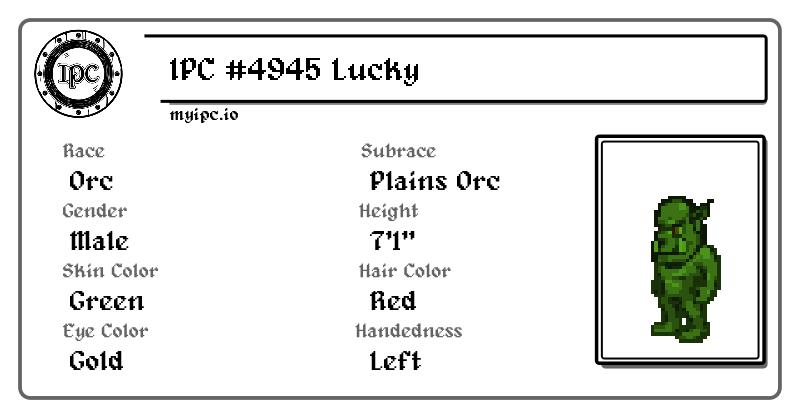 IPC
IPC #4945 Lucky
myipc.io
Race
Orc
Subrace
Plains Orc
Gender
Male
Height
7'1"
Skin Color
Green
Hair Color
Red
Eye Color
Gold
Handedness
Left